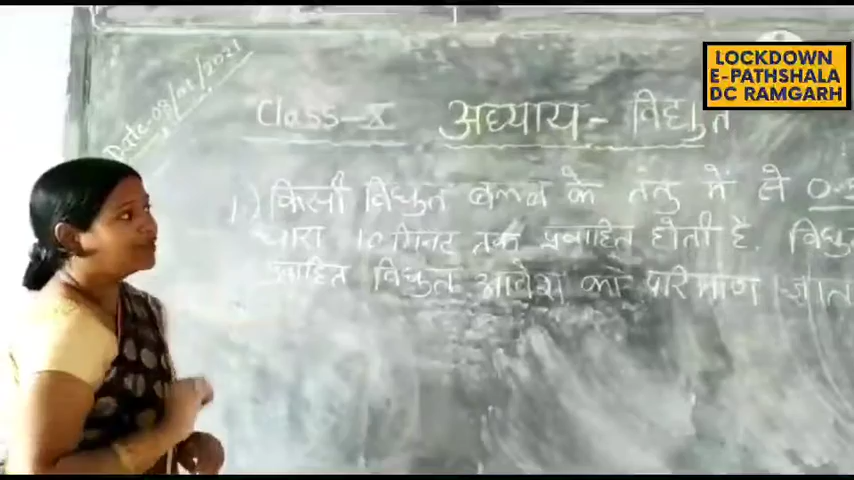 LOCKDOWN
E-PATHSHALA
DC RAMGARH
Date-08/01/2021
Class-X अध्याय- विद्युत
1.) किसी विद्युत बल्ब के तंतु में से 0.5
धारा 10 मिनट तक प्रवाहित होती है. विद्युत
प्रवाहित विद्युत आवेश का परिमाण ज्ञात